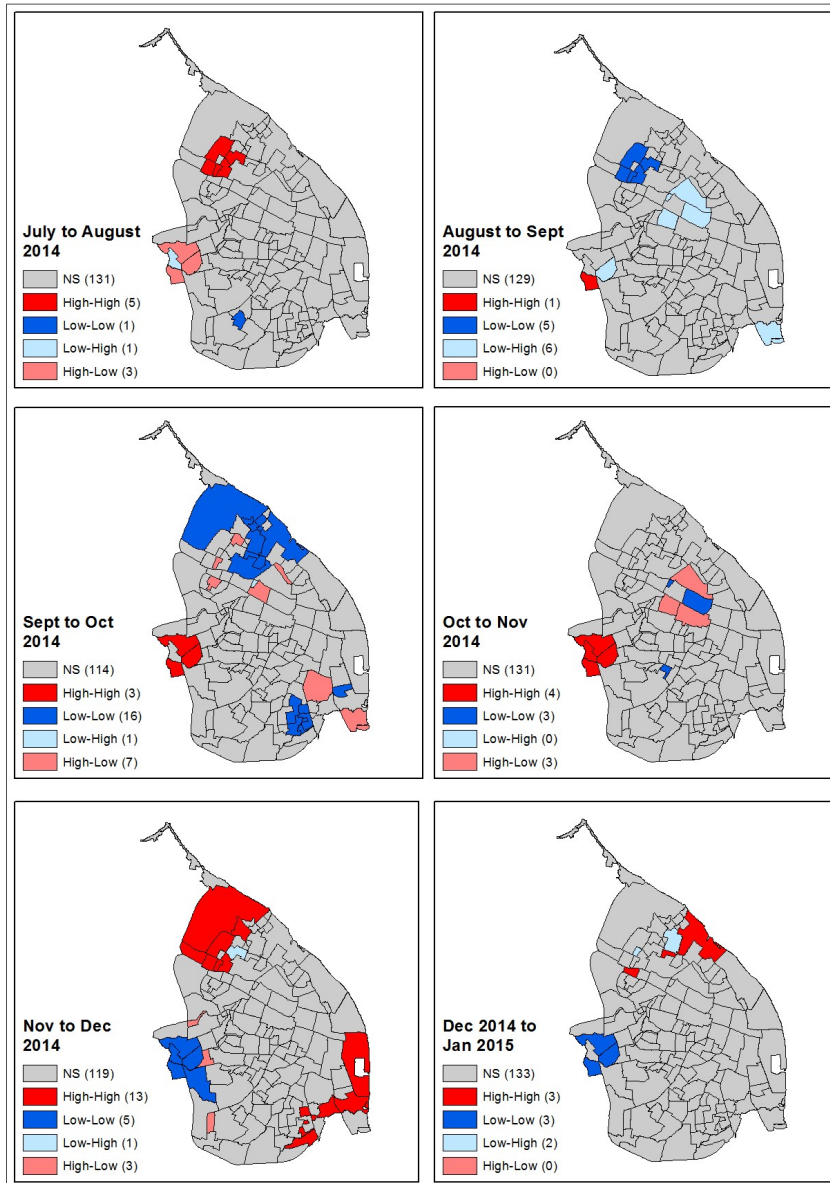 July to August
2014
NS (131)
High-High (5)
Low-Low (1)
Low-High (1)
High-Low (3)
August to Sept
2014
NS (129)
High-High (1)
Low-Low (5)
Low-High (6)
High-Low (0)
Sept to Oct
2014
NS (114)
High-High (3)
Low-Low (16)
Low-High (1)
High-Low (7)
Oct to Nov
2014
NS (131)
High-High (4)
Low-Low (3)
Low-High (0)
High-Low (3)
Nov to Dec
2014
NS (119)
High-High (13)
Low-Low (5)
Low-High (1)
High-Low (3)
Dec 2014 to
Jan 2015
NS (133)
High-High (3)
Low-Low (3)
Low-High (2)
High-Low (0)